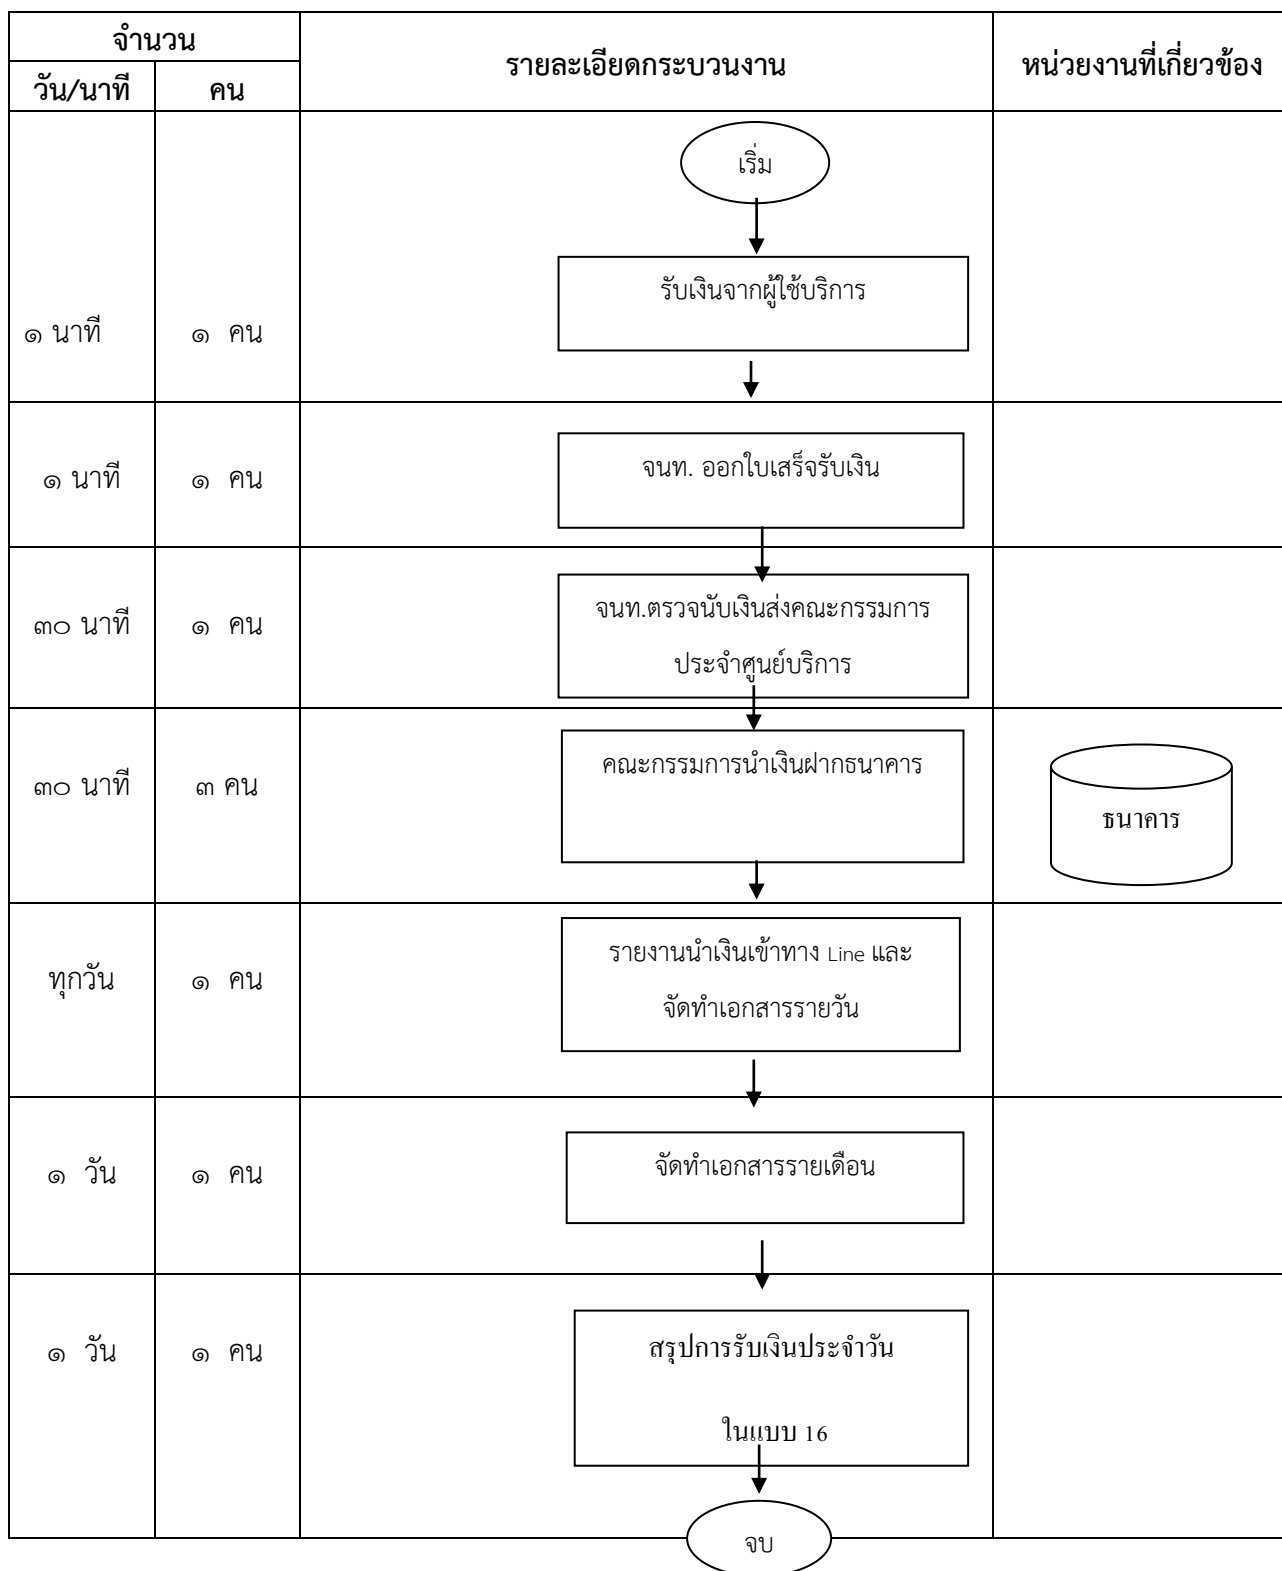 จำนวน
รายละเอียดกระบวนงาน
หน่วยงานที่เกี่ยวข้อง
วัน/นาที
คน
เริ่ม
รับเงินจากผู้ใช้บริการ
๑ นาที
๑ คน
จนท. ออกใบเสร็จรับเงิน
๑ นาที
๑ คน
จนท.ตรวจนับเงินส่งคณะกรรมการ
ประจำศูนย์บริการ
๓๐ นาที
๑ คน
คณะกรรมการนำเงินฝากธนาคาร
๓๐ นาที
๓ คน
ธนาคาร
รายงานนำเงินเข้าทาง Line และ
จัดทำเอกสารรายวัน
ทุกวัน
๑ คน
จัดทำเอกสารรายเดือน
๑ วัน
๑ คน
สรุปการรับเงินประจำวัน
ในแบบ 16
๑ วัน
๑ คน
จบ